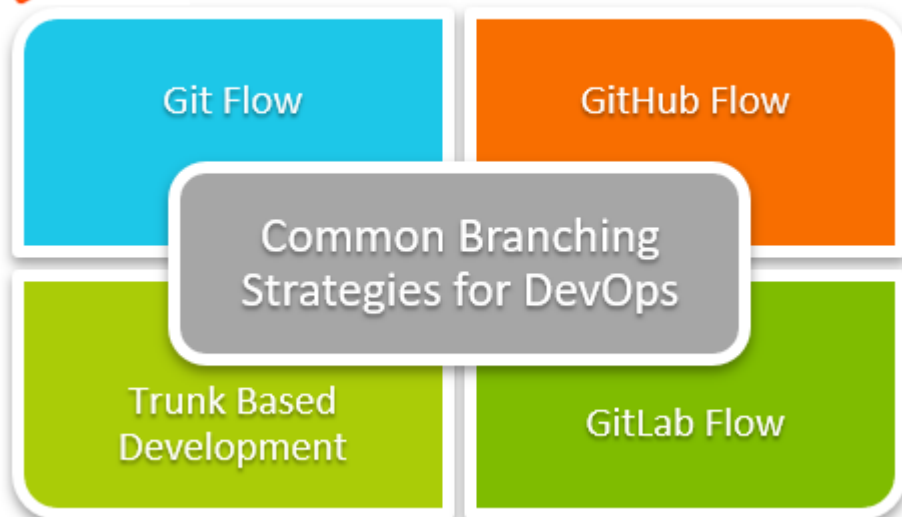 Git Flow
GitHub Flow
Common Branching
Strategies for DevOps
Trunk Based
Development
GitLab Flow